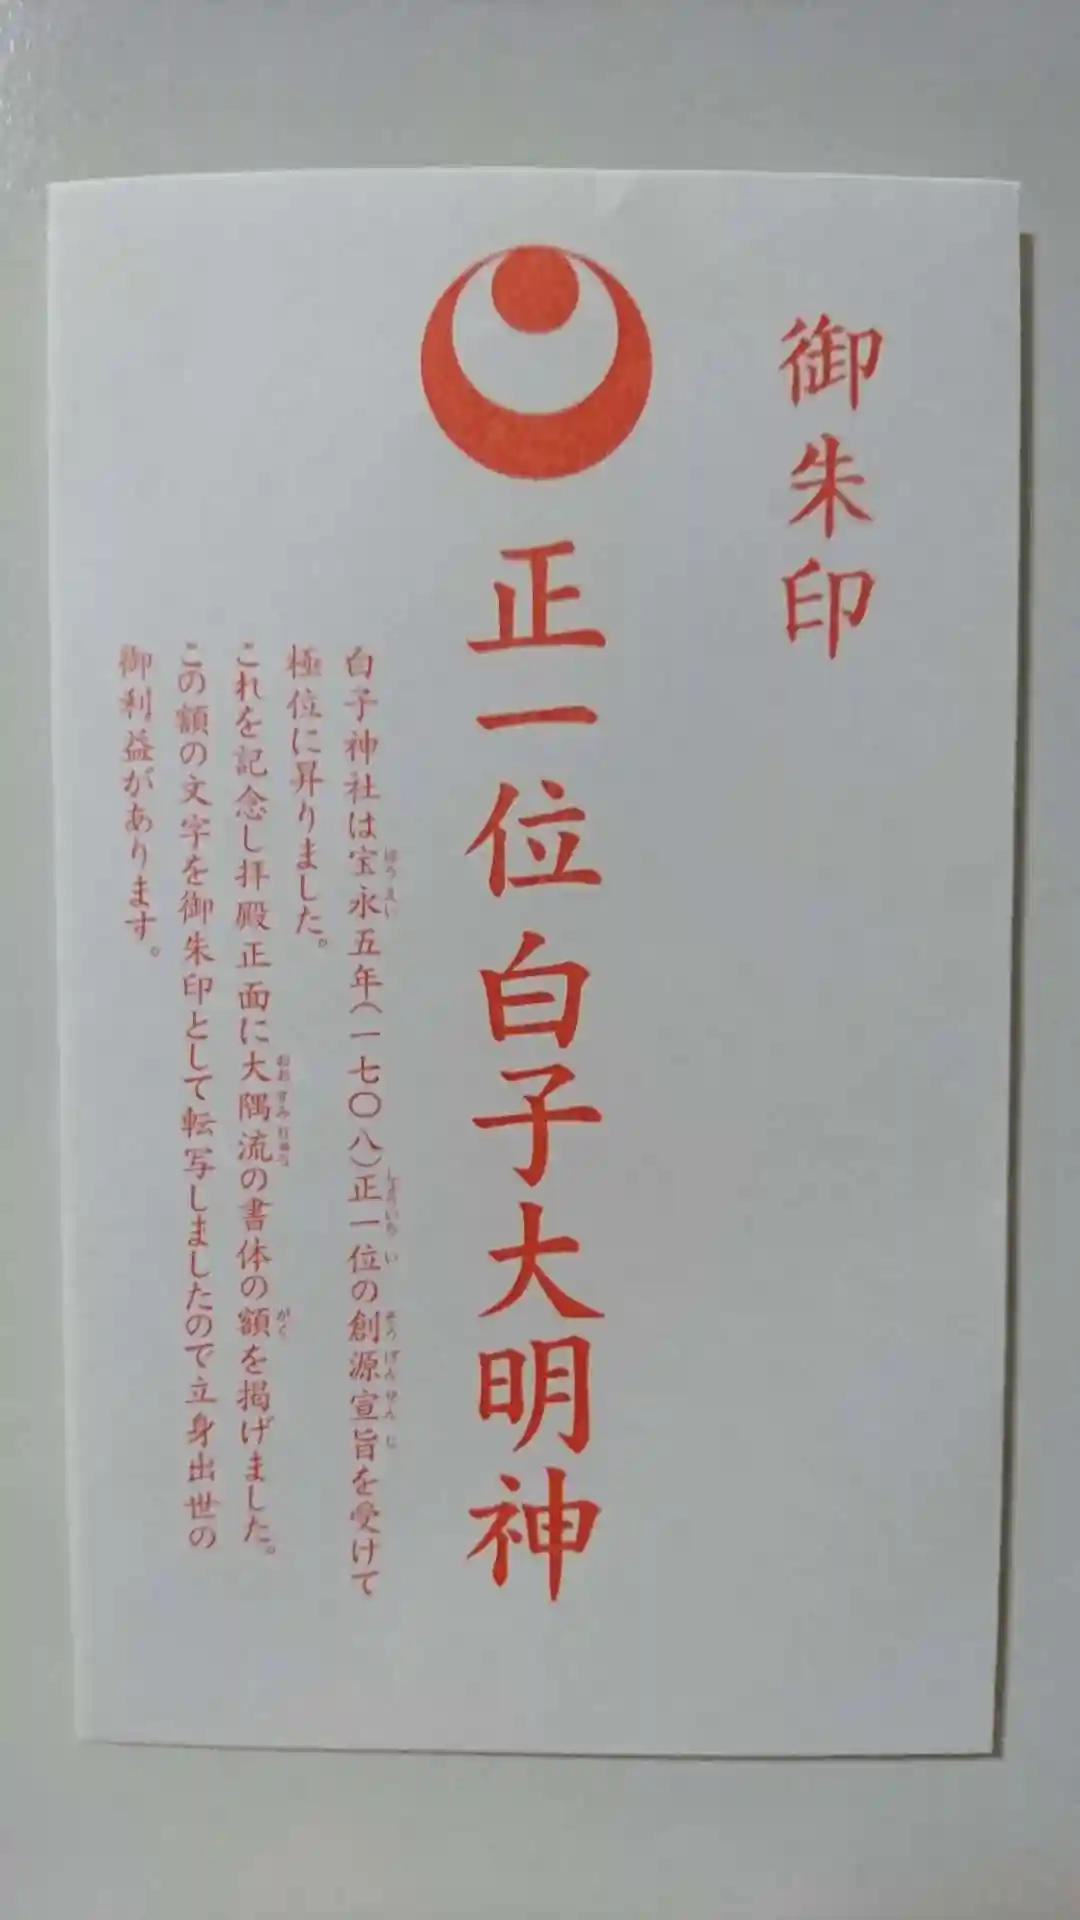 御朱印
正一位 白子大明神
白子神社は宝永五年(一七〇八)正一位の創源宣旨を受けて
極位に昇りました。
これを記念し拝殿正面に大隅流の書体の額を掲げました。
この額の文字を御朱印として転写しましたので立身出世の
御利益があります。